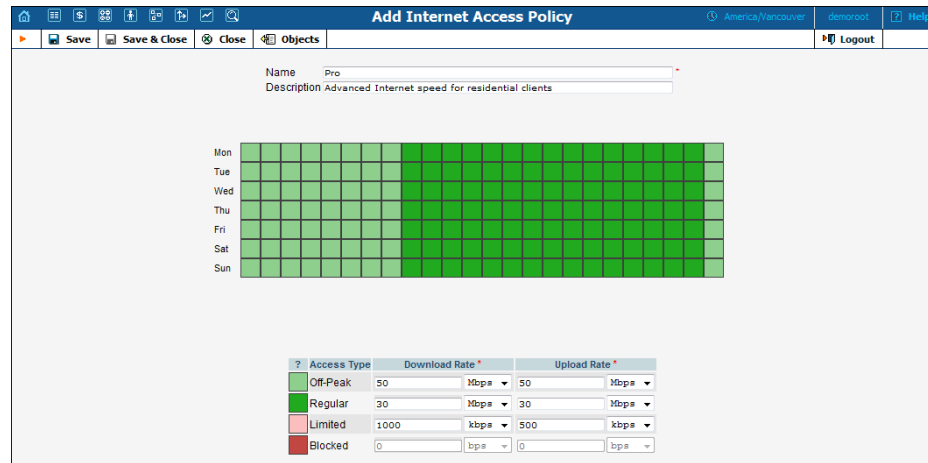 Add Internet Access Policy America/Vancouver demoroot ? Help
Save Save & Close Close Objects Logout
Name Pro *
Description Advanced Internet speed for residential clients
Mon
Tue
Wed
Thu
Fri
Sat
Sun
? Access Type Download Rate * Upload Rate *
Off-Peak 50 Mbps 50 Mbps
Regular 30 Mbps 30 Mbps
Limited 1000 kbps 500 kbps
Blocked 0 bps 0 bps